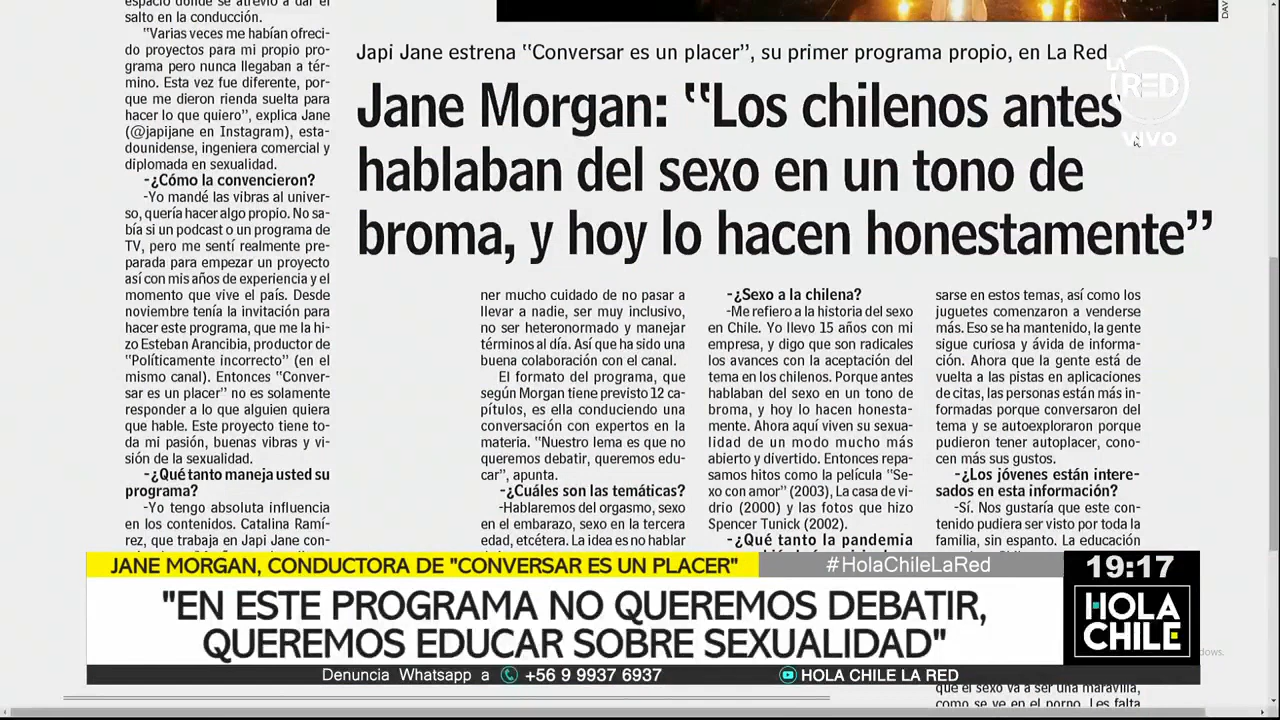 espacio donde se atrevió a dar el
salto en la conducción.
"Varias veces me habían ofreci-
do proyectos para mi propio pro-
grama pero nunca llegaban a tér-
mino. Esta vez fue diferente, por-
que me dieron rienda suelta para
hacer lo que quiero", explica Jane
(@japijane en Instagram), esta-
dounidense, ingeniera comercial y
diplomada en sexualidad.
-¿Cómo la convencieron?
-Yo mandé las vibras al univer-
so, quería hacer algo propio. No sa-
bía si un podcast o un programa de
TV, pero me sentí realmente pre-
parada para empezar un proyecto
así con mis años de experiencia y el
momento que vive el país. Desde
noviembre tenía la invitación para
hacer este programa, que me la hi-
zo Esteban Arancibia, productor de
"Políticamente incorrecto" (en el
mismo canal). Entonces "Conver-
sar es un placer" no es solamente
responder a lo que alguien quiera
que hable. Este proyecto tiene to-
da mi pasión, buenas vibras y vi-
sión de la sexualidad.
-¿Qué tanto maneja usted su
programa?
-Yo tengo absoluta influencia
en los contenidos. Catalina Ramí-
rez, que trabaja en Japi Jane con-
DAV
Japi Jane estrena "Conversar es un placer", su primer programa propio, en La Red
Jane Morgan: "Los chilenos antes
hablaban del sexo en un tono de
broma, y hoy lo hacen honestamente"
LA RED
VIVO
ner mucho cuidado de no pasar a
llevar a nadie, ser muy inclusivo,
no ser heteronormado y manejar
términos al día. Así que ha sido una
buena colaboración con el canal.
El formato del programa, que
según Morgan tiene previsto 12 ca-
pítulos, es ella conduciendo una
conversación con expertos en la
materia. "Nuestro lema es que no
queremos debatir, queremos edu-
car", apunta.
-¿Cuáles son las temáticas?
-Hablaremos del orgasmo, sexo
en el embarazo, sexo en la tercera
edad, etcétera. La idea es no hablar
-¿Sexo a la chilena?
-Me refiero a la historia del sexo
en Chile. Yo llevo 15 años con mi
empresa, y digo que son radicales
los avances con la aceptación del
tema en los chilenos. Porque antes
hablaban del sexo en un tono de
broma, y hoy lo hacen honesta-
mente. Ahora aquí viven su sexua-
lidad de un modo mucho más
abierto y divertido. Entonces repa-
samos hitos como la película "Se-
xo con amor" (2003), La casa de vi-
drio (2000) y las fotos que hizo
Spencer Tunick (2002).
-¿Qué tanto la pandemia
sarse en estos temas, así como los
juguetes comenzaron a venderse
más. Eso se ha mantenido, la gente
sigue curiosa y ávida de informa-
ción. Ahora que la gente está de
vuelta a las pistas en aplicaciones
de citas, las personas están más in-
formadas porque conversaron del
tema y se autoexploraron porque
pudieron tener autoplacer, cono-
cen más sus gustos.
-¿Los jóvenes están intere-
sados en esta información?
-Sí. Nos gustaría que este con-
tenido pudiera ser visto por toda la
familia, sin espanto. La educación
JANE MORGAN, CONDUCTORA DE "CONVERSAR ES UN PLACER"
#HolaChileLaRed
19:17
"EN ESTE PROGRAMA NO QUEREMOS DEBATIR,
QUEREMOS EDUCAR SOBRE SEXUALIDAD"
HOLA
CHILE
dows.
Denuncia Whatsapp a +56 9 9937 6937
HOLA CHILE LA RED
que el sexo va a ser una maravilla,
como se ve en el porno. Les falta